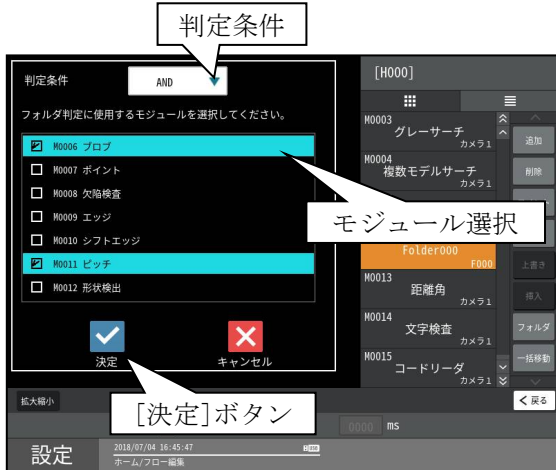 判定条件
判定条件 AND
フォルダ判定に使用するモジュールを選択してください。
M0006 ブロブ
M0007 ポイント
M0008 欠陥検査
M0009 エッジ
M0010 シフトエッジ
M0011 ピッチ
M0012 形状検出
決定 キャンセル
モジュール選択
[決定]ボタン
[H000]
M0003
グレーサーチ
カメラ1
M0004
複数モデルサーチ
カメラ1
Folder000
F000
M0013
距離角
カメラ1
M0014
文字検査
カメラ1
M0015
コードリーダ
カメラ1
追加
削除
上書き
挿入
フォルダ
一括移動
拡大縮小
戻る
0000 ms
設定
2018/07/04 16:45:47
ホーム/フロー編集